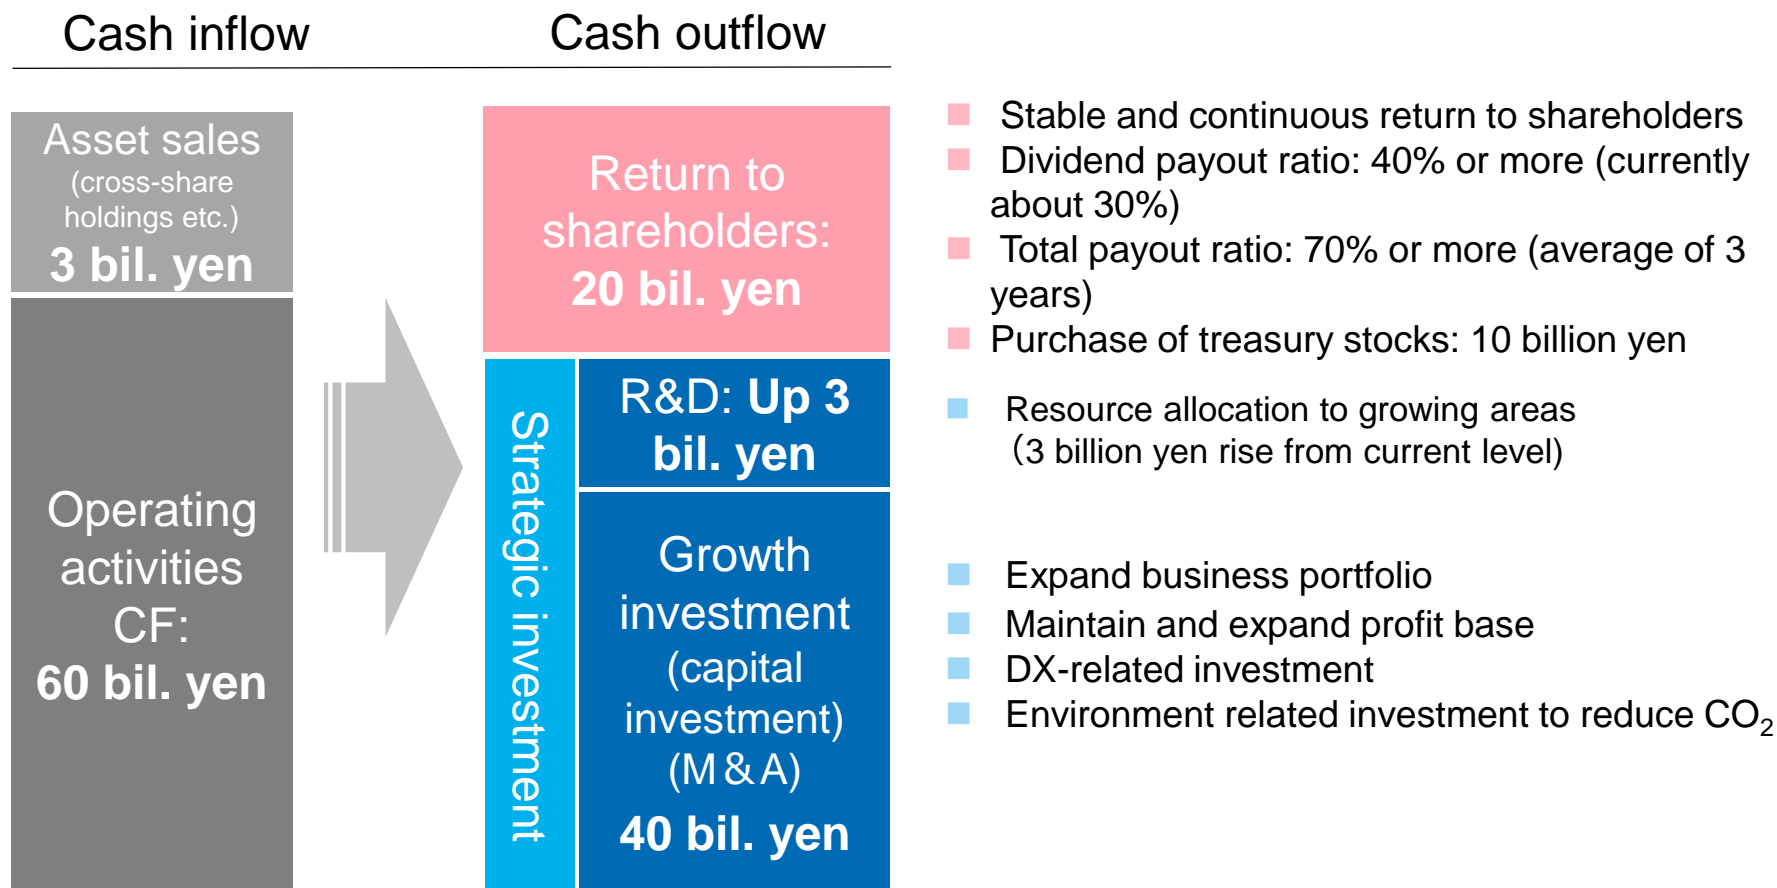 Cash inflow
Cash outflow
Asset sales
(cross-share
holdings etc.)
3 bil. yen
Operating
activities
CF:
60 bil. yen
Return to
shareholders:
20 bil. yen
Strategic investment
R&D: Up 3
bil. yen
Growth
investment
(capital
investment)
(M&A)
40 bil. yen
Stable and continuous return to shareholders
Dividend payout ratio: 40% or more (currently
about 30%)
Total payout ratio: 70% or more (average of 3
years)
Purchase of treasury stocks: 10 billion yen
Resource allocation to growing areas
（3 billion yen rise from current level)
Expand business portfolio
Maintain and expand profit base
DX-related investment
Environment related investment to reduce CO₂